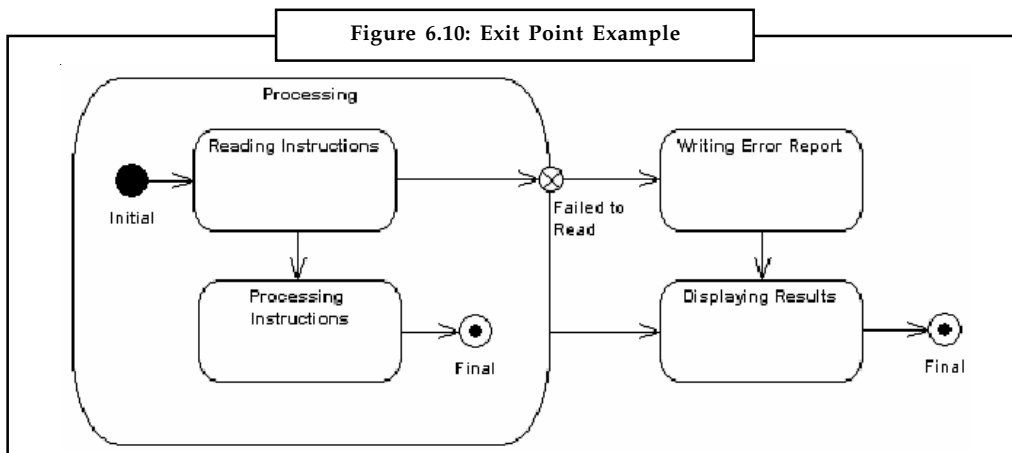 Figure 6.10: Exit Point Example
Processing
Reading Instructions
Writing Error Report
Initial
Failed to
Read
Processing
Instructions
Displaying Results
Final
Final